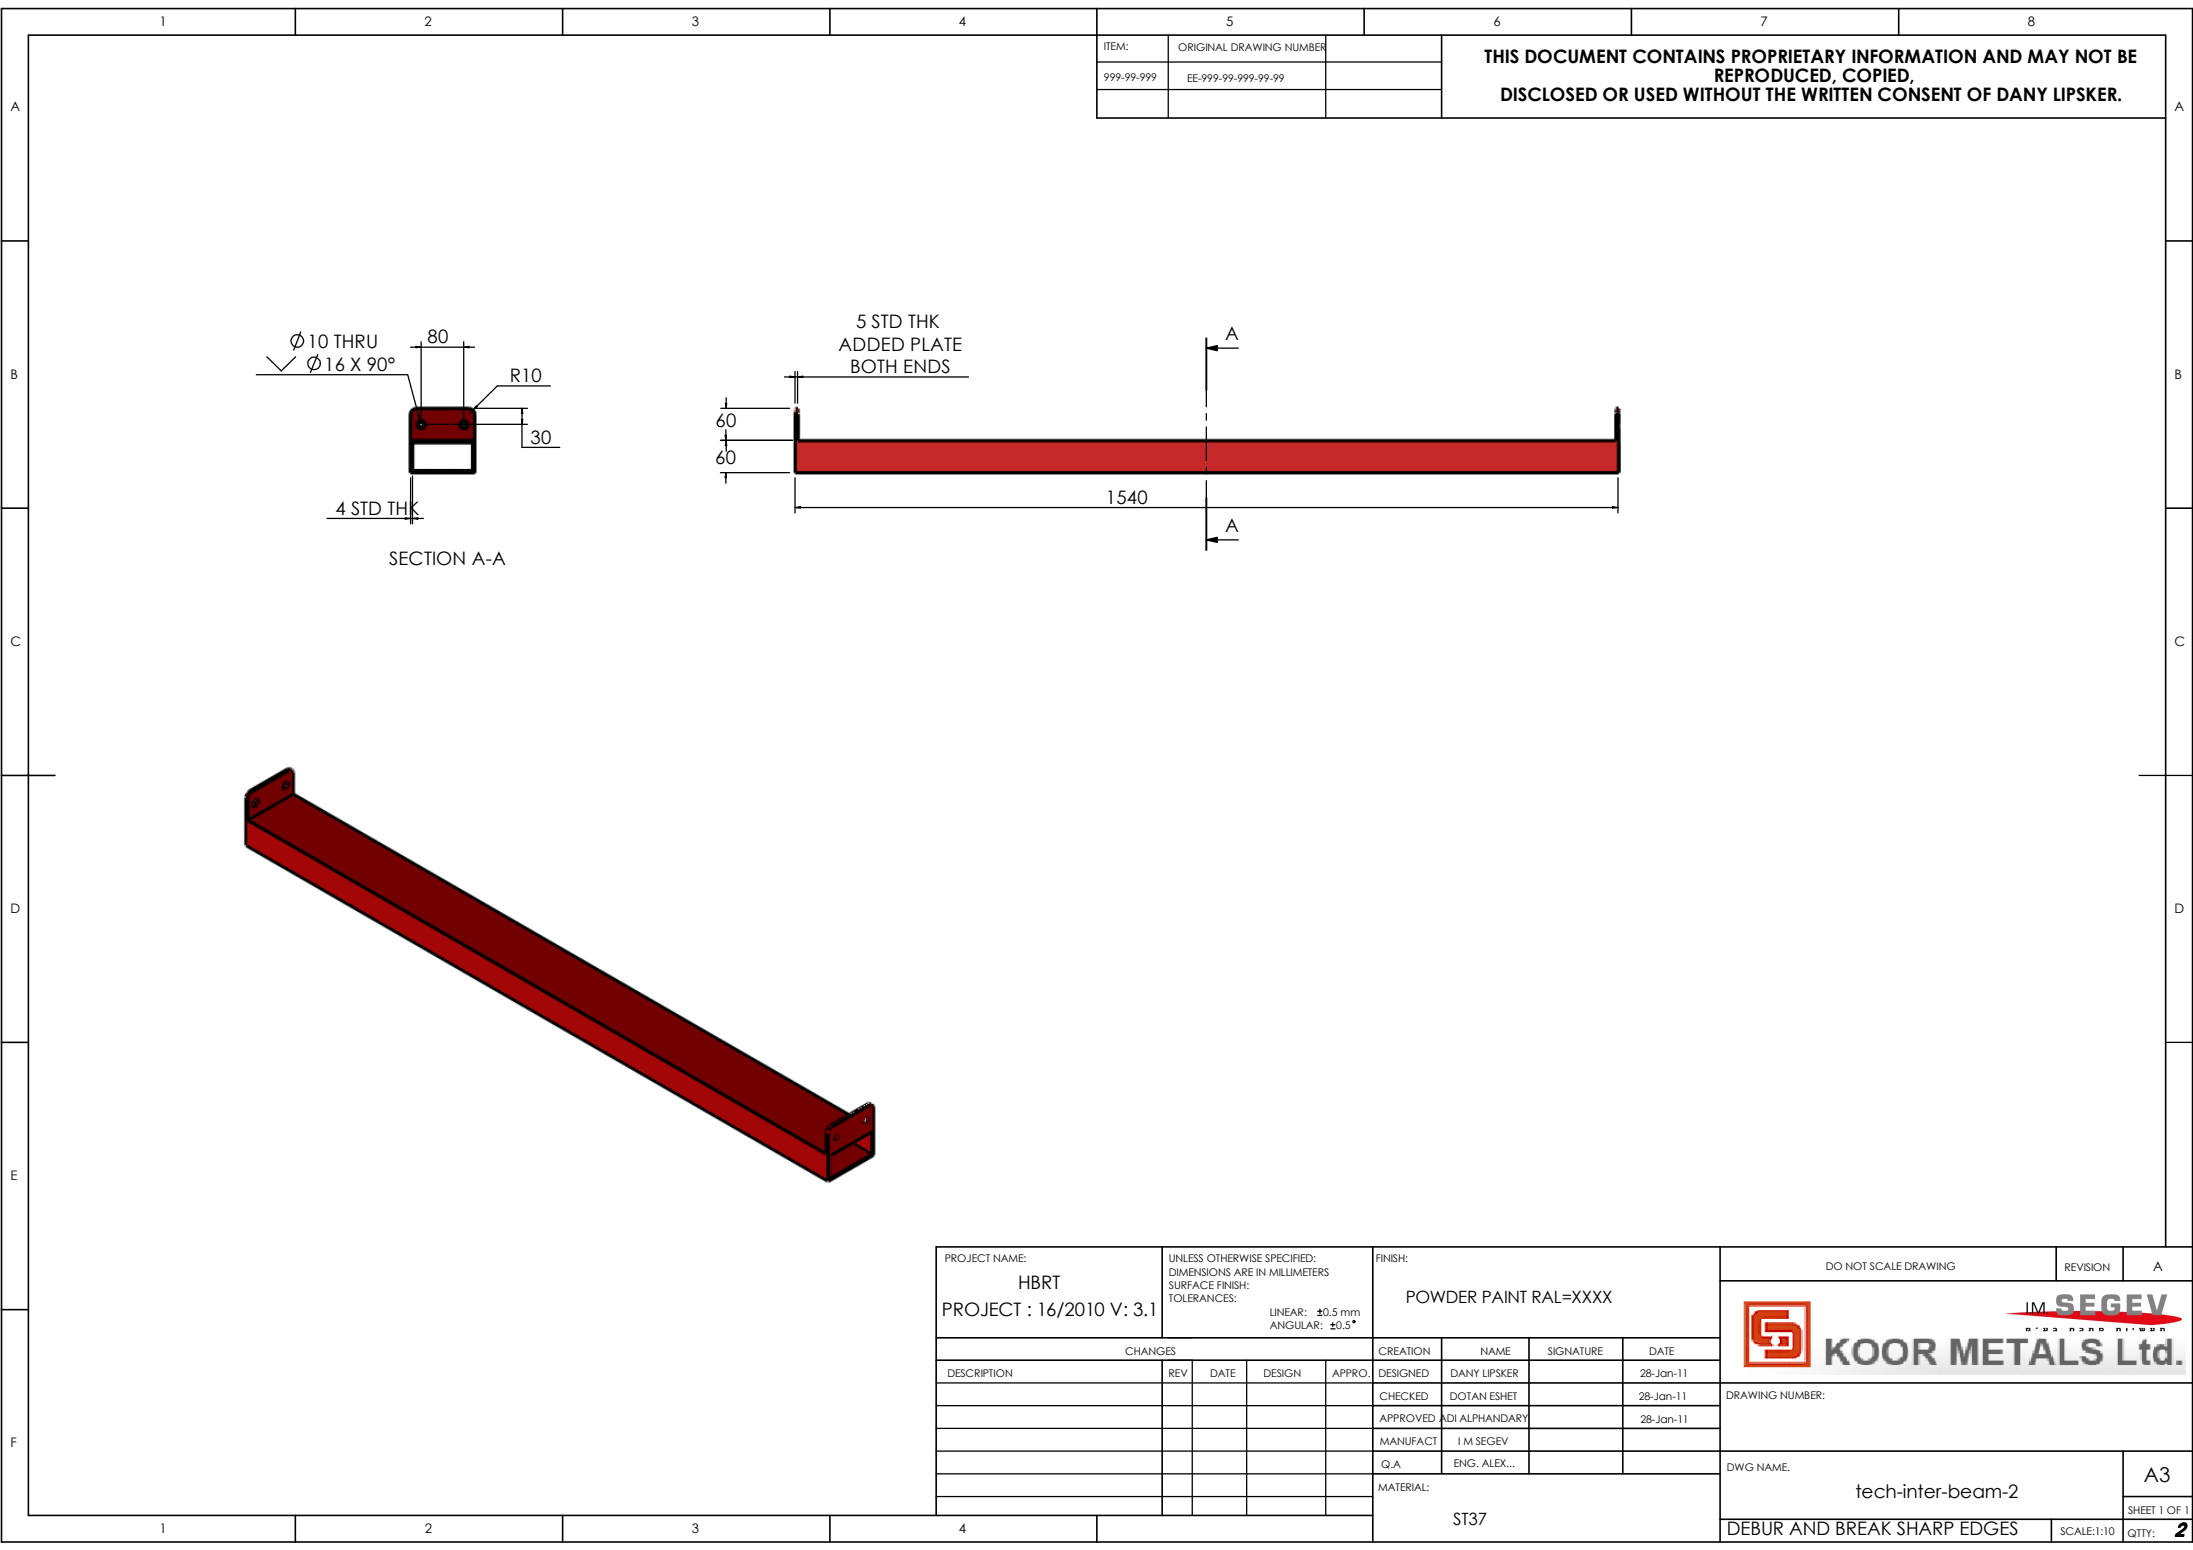 1 2 3 4 5 6 7 8
ITEM: ORIGINAL DRAWING NUMBER
999-99-999 EE-999-99-999-99-99
THIS DOCUMENT CONTAINS PROPRIETARY INFORMATION AND MAY NOT BE
REPRODUCED, COPIED,
DISCLOSED OR USED WITHOUT THE WRITTEN CONSENT OF DANY LIPSKER.
A A
B B
C C
D D
E
F
Ø10 THRU
Ø16 X 90°
80
R10
30
4 STD THK
SECTION A-A
5 STD THK
ADDED PLATE
BOTH ENDS
60
60
1540
A
A
PROJECT NAME:
HBRT
PROJECT : 16/2010 V: 3.1
UNLESS OTHERWISE SPECIFIED:
DIMENSIONS ARE IN MILLIMETERS
SURFACE FINISH:
TOLERANCES:
LINEAR: ±0.5 mm
ANGULAR: ±0.5°
FINISH:
POWDER PAINT RAL=XXXX
DO NOT SCALE DRAWING REVISION A
IM SEGEV
תעשיות מתכת בע"מ
KOOR METALS Ltd.
CHANGES
DESCRIPTION REV DATE DESIGN APPRO.
CREATION NAME SIGNATURE DATE
DESIGNED DANY LIPSKER 28-Jan-11
CHECKED DOTAN ESHET 28-Jan-11
APPROVED ADI ALPHANDARY 28-Jan-11
MANUFACT I M SEGEV
Q.A ENG. ALEX...
MATERIAL:
ST37
DRAWING NUMBER:
DWG NAME.
tech-inter-beam-2
A3
SHEET 1 OF 1
DEBUR AND BREAK SHARP EDGES SCALE:1:10 QTTY: 2
1 2 3 4